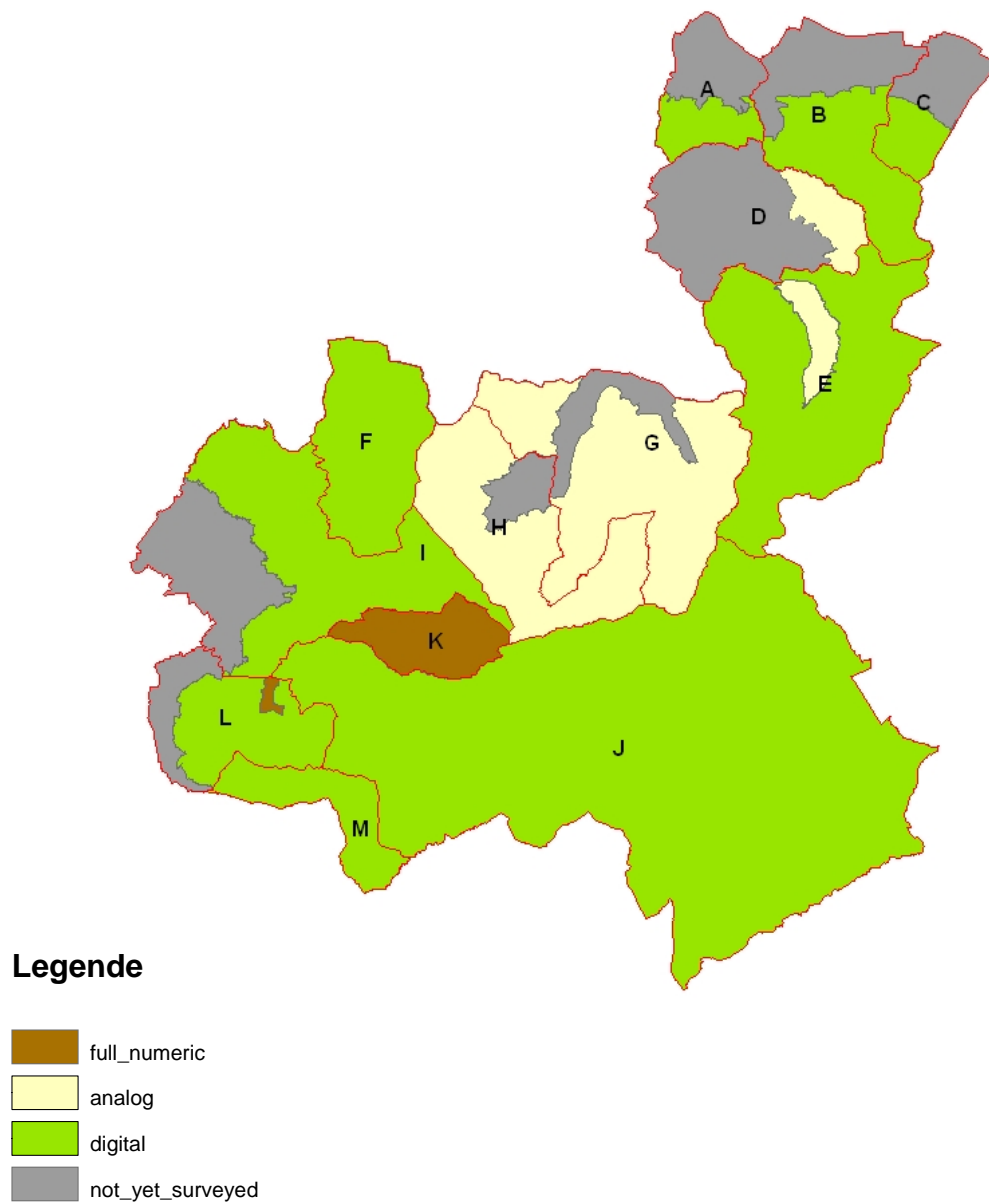 A
B
C
D
E
F
G
H
I
K
L
J
M
Legende
full_numeric
analog
digital
not_yet_surveyed